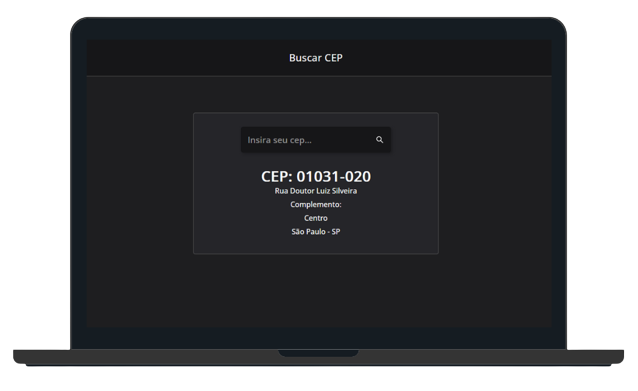 Buscar CEP
Insira seu cep...
CEP: 01031-020
Rua Doutor Luiz Silveira
Complemento:
Centro
São Paulo - SP